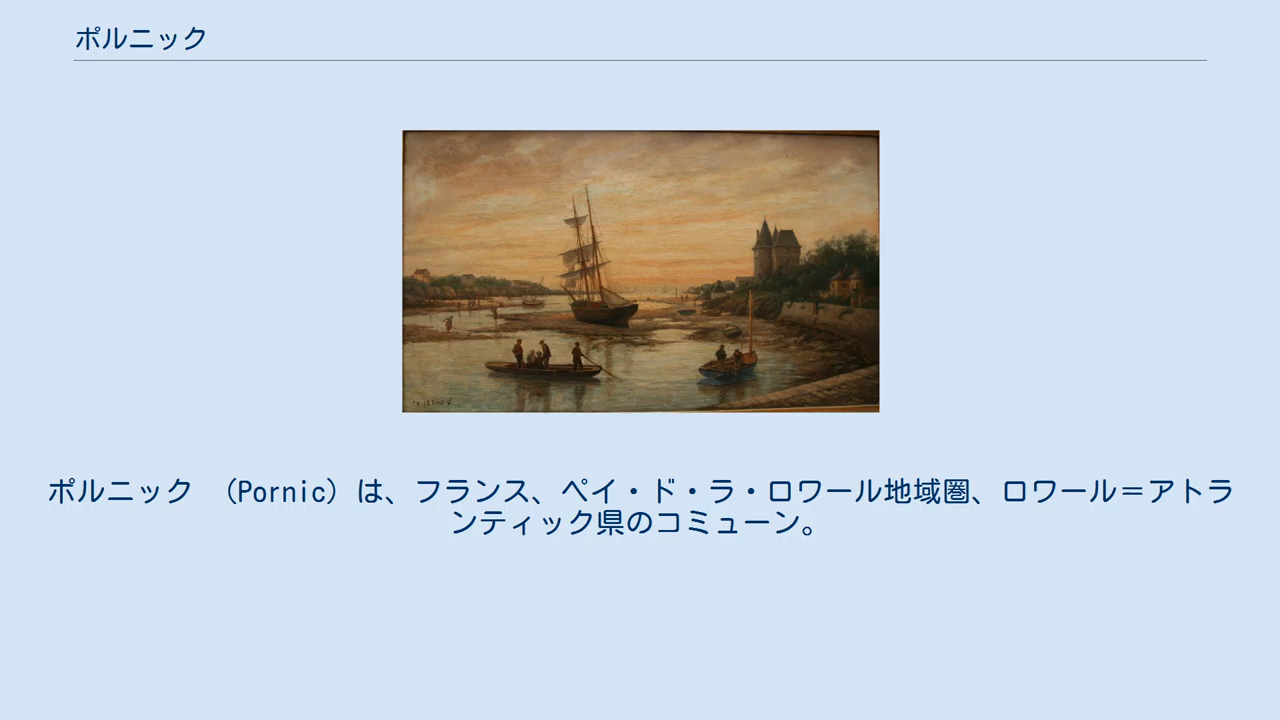 ポルニック
ポルニック （Pornic）は、フランス、ペイ・ド・ラ・ロワール地域圏、ロワール＝アトラ
ンティック県のコミューン。